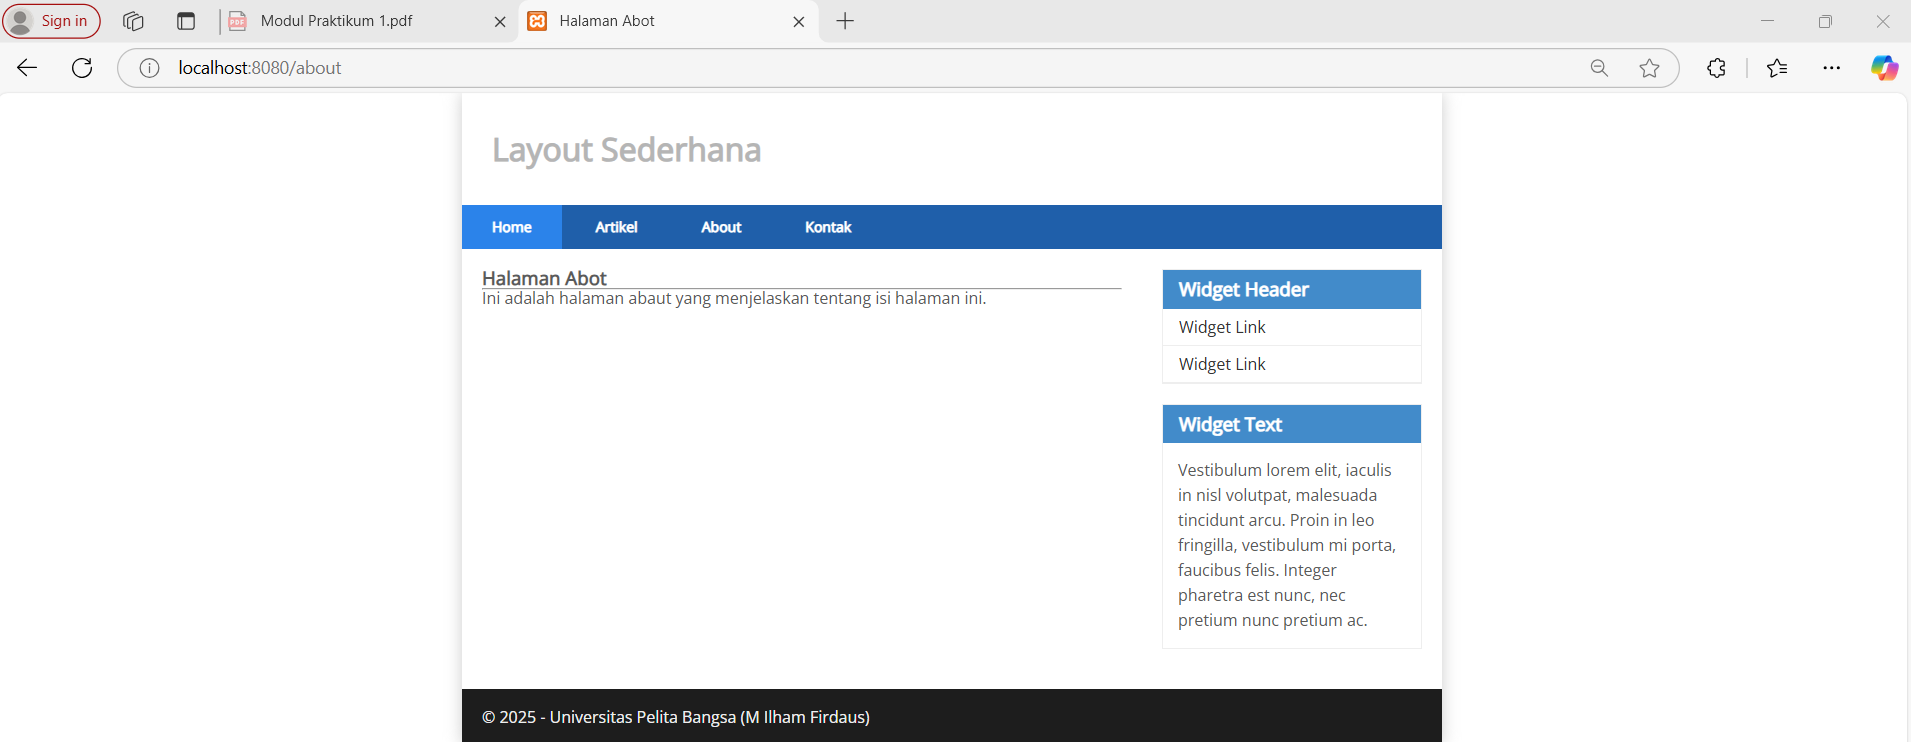 Sign in
Modul Praktikum 1.pdf
Halaman Abot
localhost:8080/about
Layout Sederhana
Home
Artikel
About
Kontak
Halaman Abot
Ini adalah halaman abaut yang menjelaskan tentang isi halaman ini.
Widget Header
Widget Link
Widget Link
Widget Text
Vestibulum lorem elit, iaculis
in nisl volutpat, malesuada
tincidunt arcu. Proin in leo
fringilla, vestibulum mi porta,
faucibus felis. Integer
pharetra est nunc, nec
pretium nunc pretium ac.
© 2025 - Universitas Pelita Bangsa (M Ilham Firdaus)